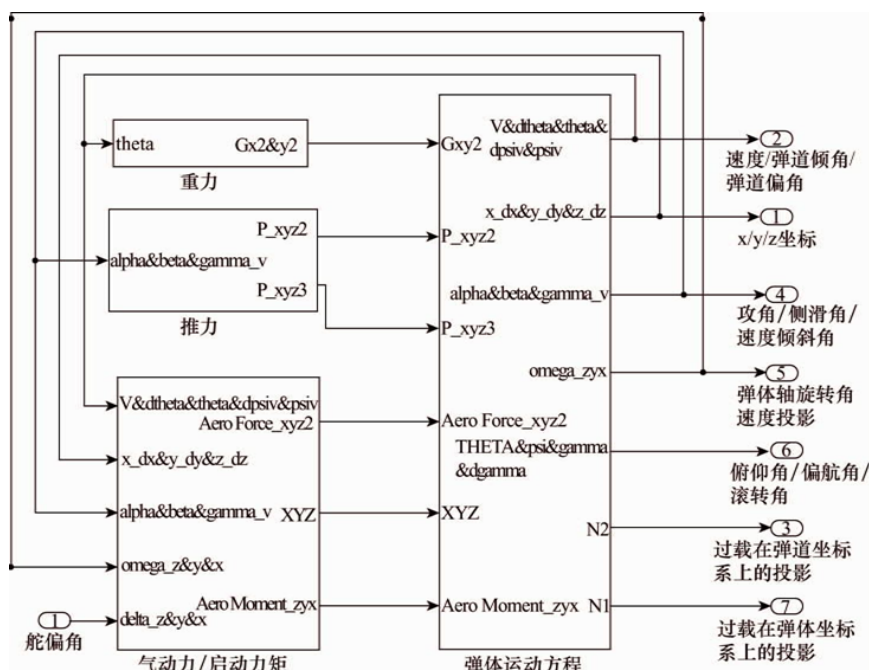 theta
Gx2&y2
重力
P_xyz2
alpha&beta&gamma_v
P_xyz3
推力
V&dtheta&theta&dpsiv&psiv
Aero Force_xyz2
x_dx&y_dy&z_dz
alpha&beta&gamma_v
XYZ
omega_z&y&x
Aero Moment_zyx
delta_z&y&x
1
舵偏角
气动力/启动力矩
Gxy2
V&dtheta&theta&
dpsiv&psiv
x_dx&y_dy&z_dz
P_xyz2
alpha&beta&gamma_v
P_xyz3
omega_zyx
Aero Force_xyz2
THETA&psi&gamma
&dgamma
XYZ
N2
Aero Moment_zyx
N1
弹体运动方程
2
速度/弹道倾角/
弹道偏角
1
x/y/z坐标
4
攻角/侧滑角/
速度倾斜角
5
弹体轴旋转角
速度投影
6
俯仰角/偏航角/
滚转角
3
过载在弹道坐标
系上的投影
7
过载在弹体坐标
系上的投影